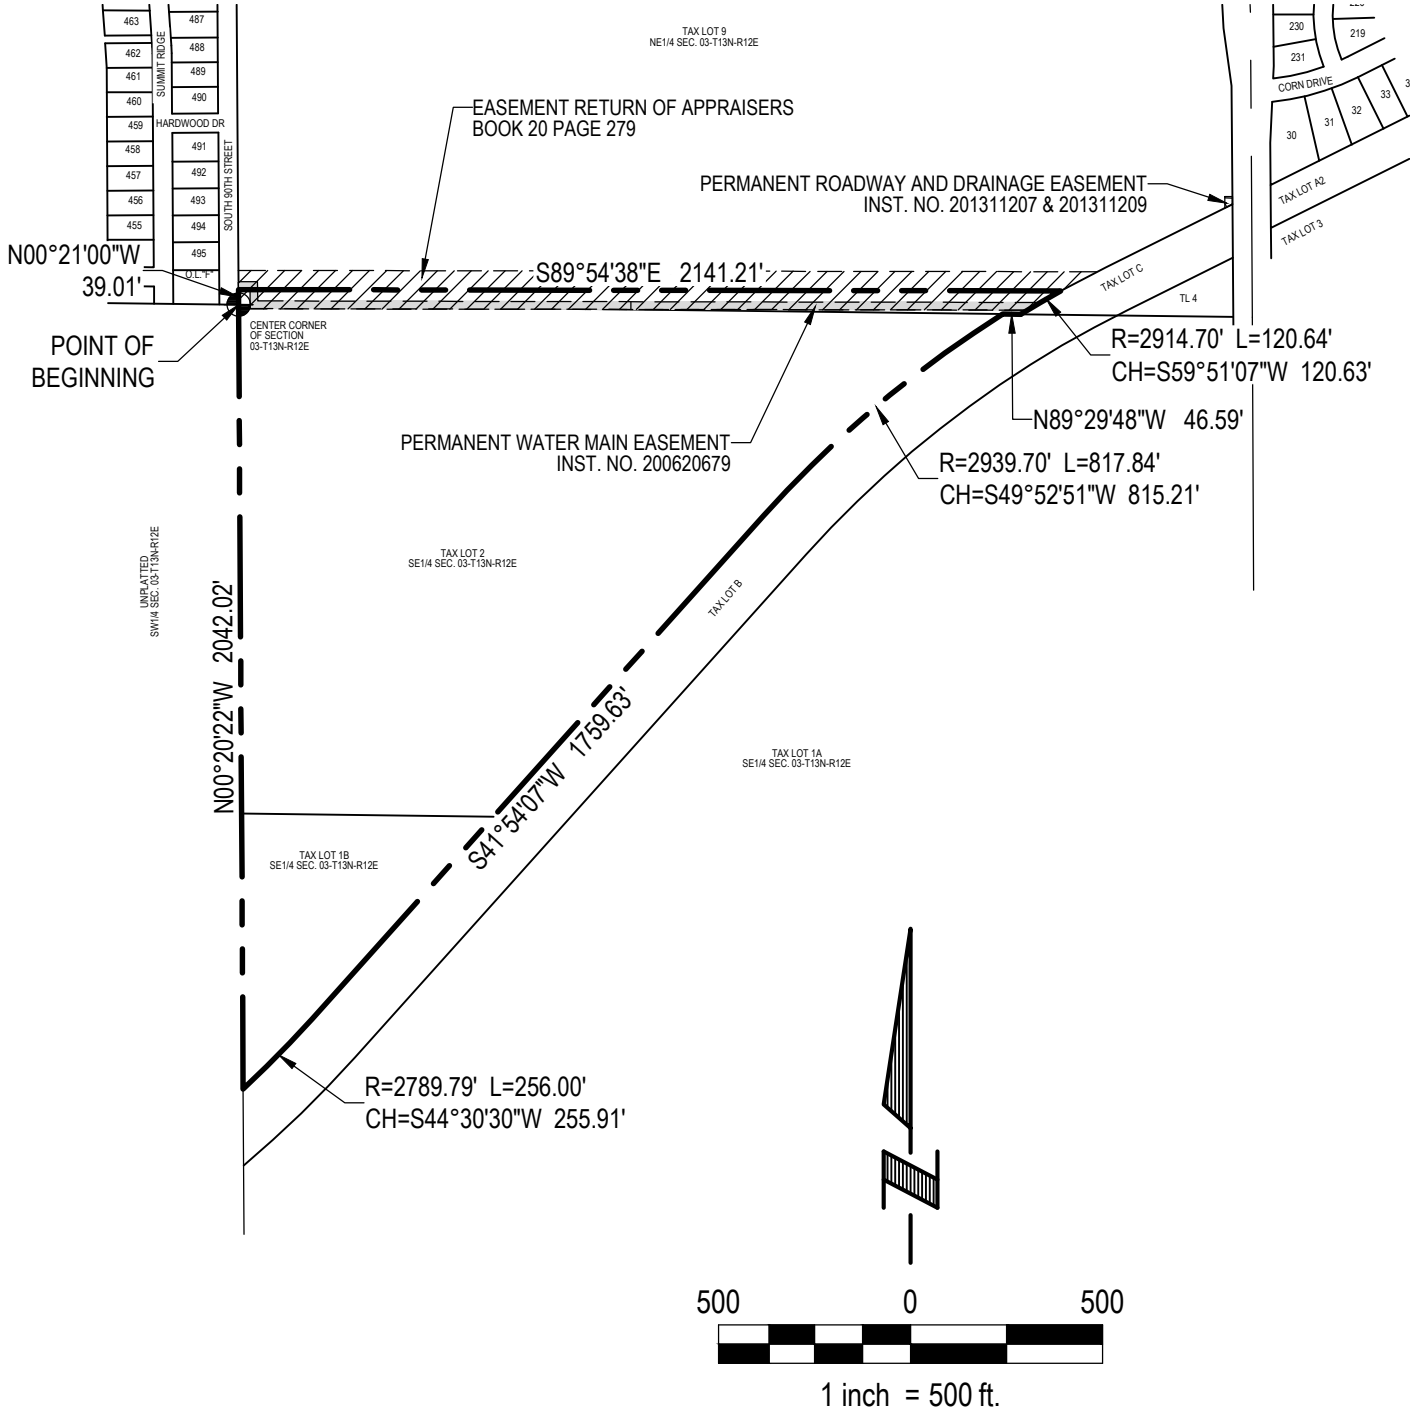 463
487
SUMMIT RIDGE
462
488
461
489
460
490
459
HARDWOOD DR
458
491
457
492
456
493
455
494
495
O.L. "F"
SOUTH 90TH STREET
TAX LOT 9
NE1/4 SEC. 03-T13N-R12E
230
219
231
CORN DRIVE
30
31
32
33
TAX LOT A2
TAX LOT 3
EASEMENT RETURN OF APPRAISERS
BOOK 20 PAGE 279
PERMANENT ROADWAY AND DRAINAGE EASEMENT
INST. NO. 201311207 & 201311209
N00°21'00"W
39.01'
S89°54'38"E 2141.21'
TAX LOT C
TL 4
POINT OF
BEGINNING
CENTER CORNER
OF SECTION
03-T13N-R12E
R=2914.70' L=120.64'
CH=S59°51'07"W 120.63'
N89°29'48"W 46.59'
PERMANENT WATER MAIN EASEMENT
INST. NO. 200620679
R=2939.70' L=817.84'
CH=S49°52'51"W 815.21'
UNPLATTED
SW1/4 SEC. 03-T13N-R12E
TAX LOT 2
SE1/4 SEC. 03-T13N-R12E
TAX LOT B
N00°20'22"W 2042.02'
S41°54'07"W 1759.63'
TAX LOT 1A
SE1/4 SEC. 03-T13N-R12E
TAX LOT 1B
SE1/4 SEC. 03-T13N-R12E
R=2789.79' L=256.00'
CH=S44°30'30"W 255.91'
500 0 500
1 inch = 500 ft.